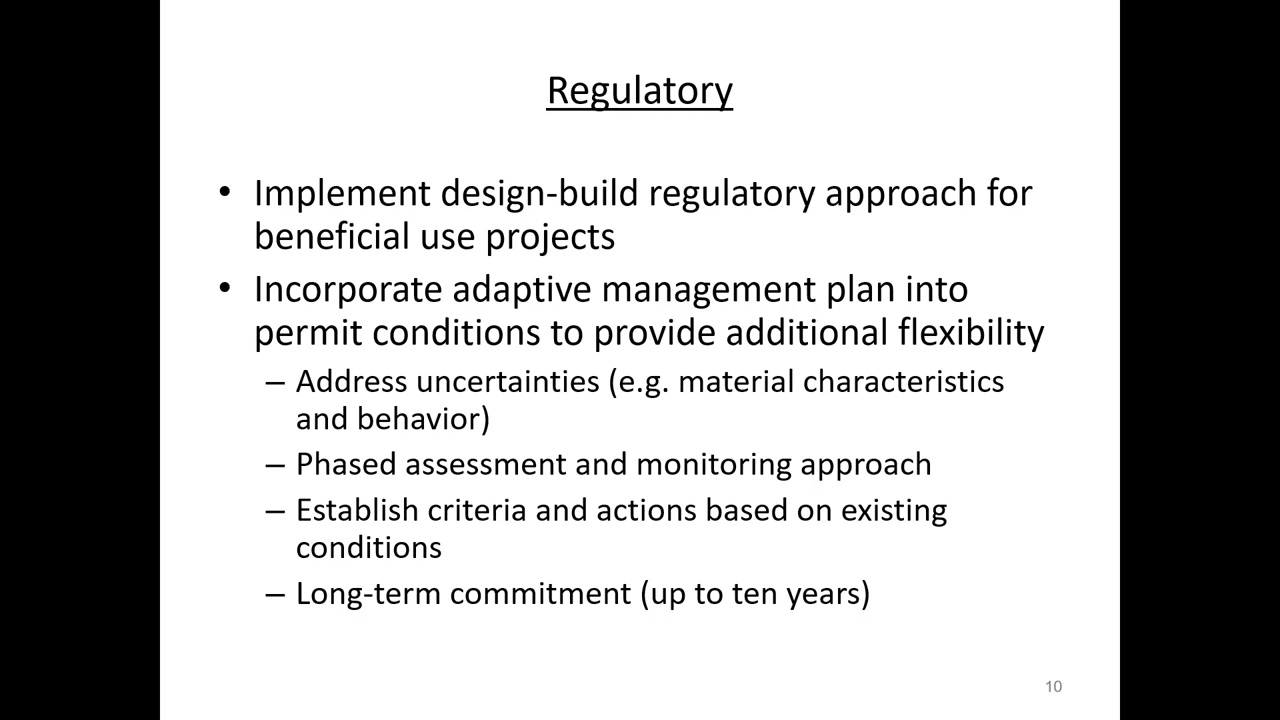 Regulatory
• Implement design-build regulatory approach for
beneficial use projects
• Incorporate adaptive management plan into
permit conditions to provide additional flexibility
– Address uncertainties (e.g. material characteristics
and behavior)
– Phased assessment and monitoring approach
– Establish criteria and actions based on existing
conditions
– Long-term commitment (up to ten years)
10